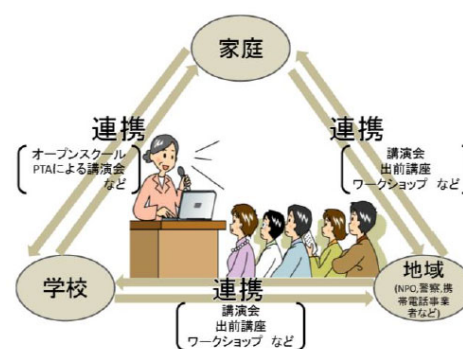 家庭
連携
オープンスクール
PTAによる講演会
など
連携
講演会
出前講座
ワークショップ など
学校
地域
(NPO,警察,携
帯電話事業
者など)
連携
講演会
出前講座
ワークショップ など